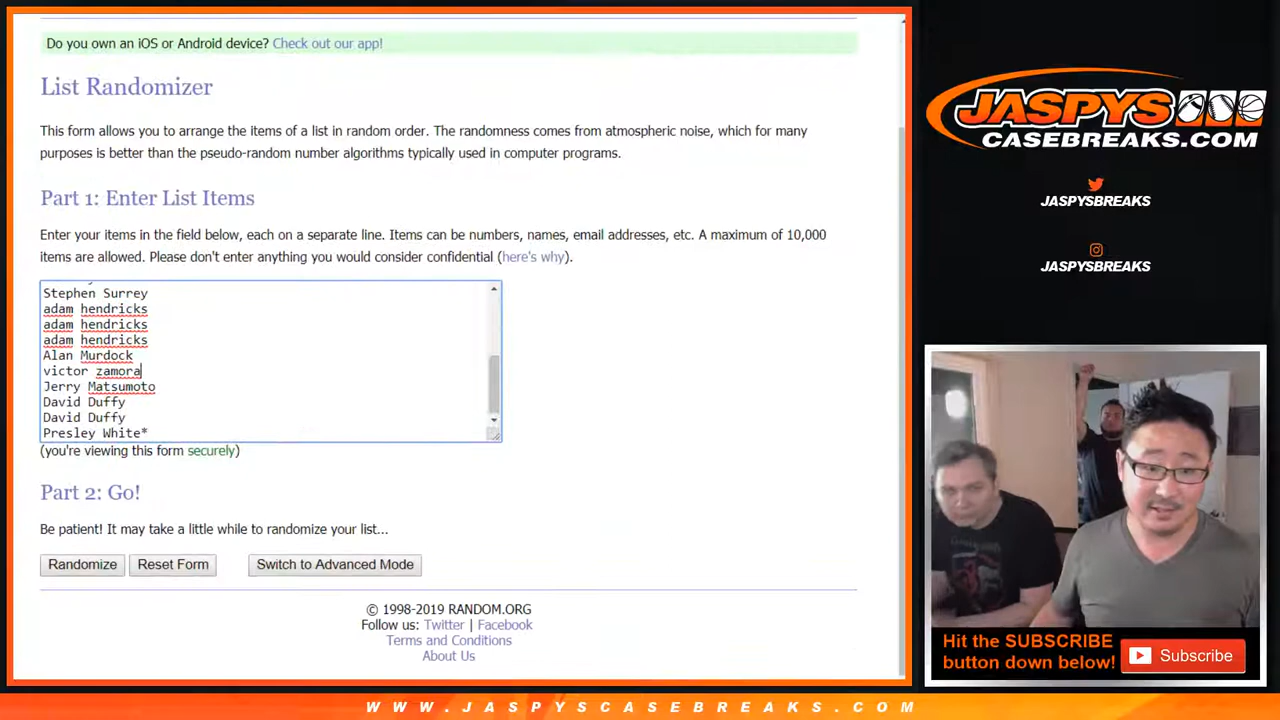 Do you own an iOS or Android device? Check out our app!
List Randomizer
This form allows you to arrange the items of a list in random order. The randomness comes from atmospheric noise, which for many
purposes is better than the pseudo-random number algorithms typically used in computer programs.
Part 1: Enter List Items
Enter your items in the field below, each on a separate line. Items can be numbers, names, email addresses, etc. A maximum of 10,000
items are allowed. Please don't enter anything you would consider confidential (here's why).
Stephen Surrey
adam hendricks
adam hendricks
adam hendricks
Alan Murdock
victor zamora
Jerry Matsumoto
David Duffy
David Duffy
Presley White*
(you're viewing this form securely)
Part 2: Go!
Be patient! It may take a little while to randomize your list...
Randomize
Reset Form
Switch to Advanced Mode
© 1998-2019 RANDOM.ORG
Follow us: Twitter | Facebook
Terms and Conditions
About Us
JASPYS
CASEBREAKS.COM
JASPYSBREAKS
JASPYSBREAKS
Hit the SUBSCRIBE
button down below!
Subscribe
WWW.JASPYSCASEBREAKS.COM